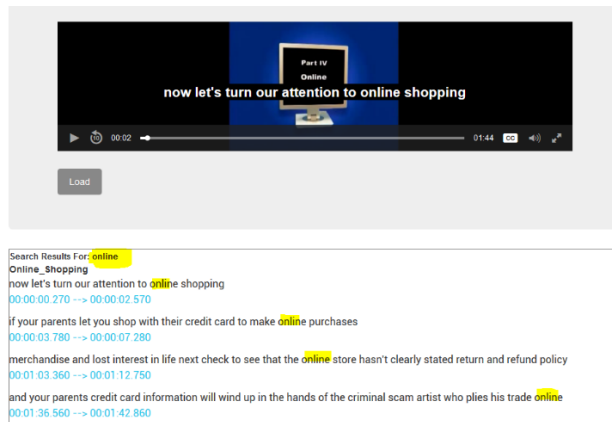 Part IV
Online
now let's turn our attention to online shopping
10
00:02
01:44
CC
Load
Search Results For: online
Online_Shopping
now let's turn our attention to online shopping
00:00:00.270 --> 00:00:02.570
if your parents let you shop with their credit card to make online purchases
00:00:03.780 --> 00:00:07.280
merchandise and lost interest in life next check to see that the online store hasn't clearly stated return and refund policy
00:01:03.360 --> 00:01:12.750
and your parents credit card information will wind up in the hands of the criminal scam artist who plies his trade online
00:01:36.560 --> 00:01:42.860